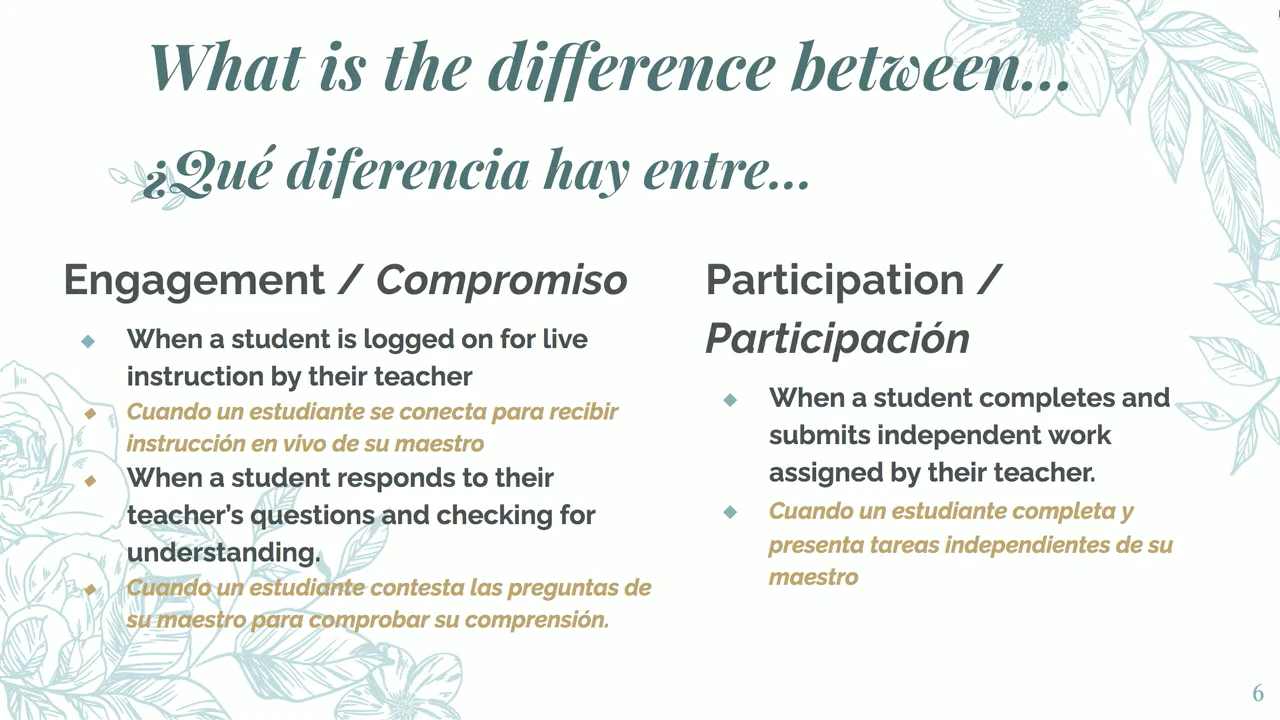 What is the difference between...
¿Qué diferencia hay entre...
Engagement / Compromiso
When a student is logged on for live
instruction by their teacher
Cuando un estudiante se conecta para recibir
instrucción en vivo de su maestro
When a student responds to their
teacher’s questions and checking for
understanding.
Cuando un estudiante contesta las preguntas de
su maestro para comprobar su comprensión.
Participation /
Participación
When a student completes and
submits independent work
assigned by their teacher.
Cuando un estudiante completa y
presenta tareas independientes de su
maestro
6